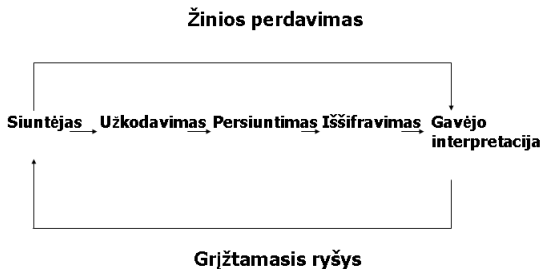 Žinios perdavimas
Siuntėjas Užkodavimas Persiuntimas Iššifravimas Gavėjo
interpretacija
Grįžtamasis ryšys